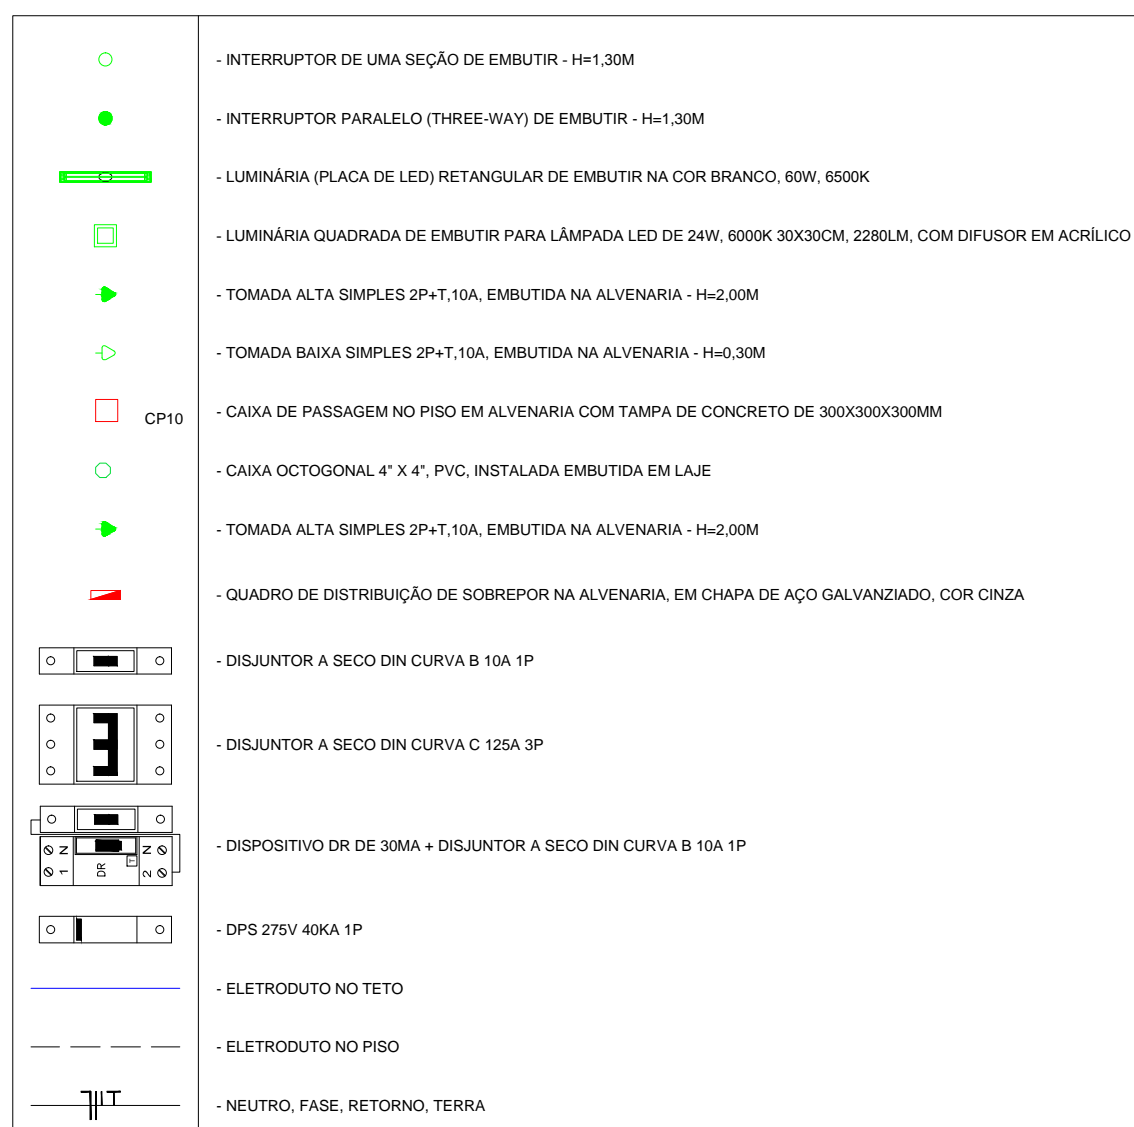 - INTERRUPTOR DE UMA SEÇÃO DE EMBUTIR - H=1,30M
- INTERRUPTOR PARALELO (THREE-WAY) DE EMBUTIR - H=1,30M
- LUMINÁRIA (PLACA DE LED) RETANGULAR DE EMBUTIR NA COR BRANCO, 60W, 6500K
- LUMINÁRIA QUADRADA DE EMBUTIR PARA LÂMPADA LED DE 24W, 6000K 30X30CM, 2280LM, COM DIFUSOR EM ACRÍLICO
- TOMADA ALTA SIMPLES 2P+T,10A, EMBUTIDA NA ALVENARIA - H=2,00M
- TOMADA BAIXA SIMPLES 2P+T,10A, EMBUTIDA NA ALVENARIA - H=0,30M
CP10
- CAIXA DE PASSAGEM NO PISO EM ALVENARIA COM TAMPA DE CONCRETO DE 300X300X300MM
- CAIXA OCTOGONAL 4" X 4", PVC, INSTALADA EMBUTIDA EM LAJE
- TOMADA ALTA SIMPLES 2P+T,10A, EMBUTIDA NA ALVENARIA - H=2,00M
- QUADRO DE DISTRIBUIÇÃO DE SOBREPOR NA ALVENARIA, EM CHAPA DE AÇO GALVANZIADO, COR CINZA
- DISJUNTOR A SECO DIN CURVA B 10A 1P
- DISJUNTOR A SECO DIN CURVA C 125A 3P
N N
1 DR T 2
- DISPOSITIVO DR DE 30MA + DISJUNTOR A SECO DIN CURVA B 10A 1P
- DPS 275V 40KA 1P
- ELETRODUTO NO TETO
- ELETRODUTO NO PISO
- NEUTRO, FASE, RETORNO, TERRA